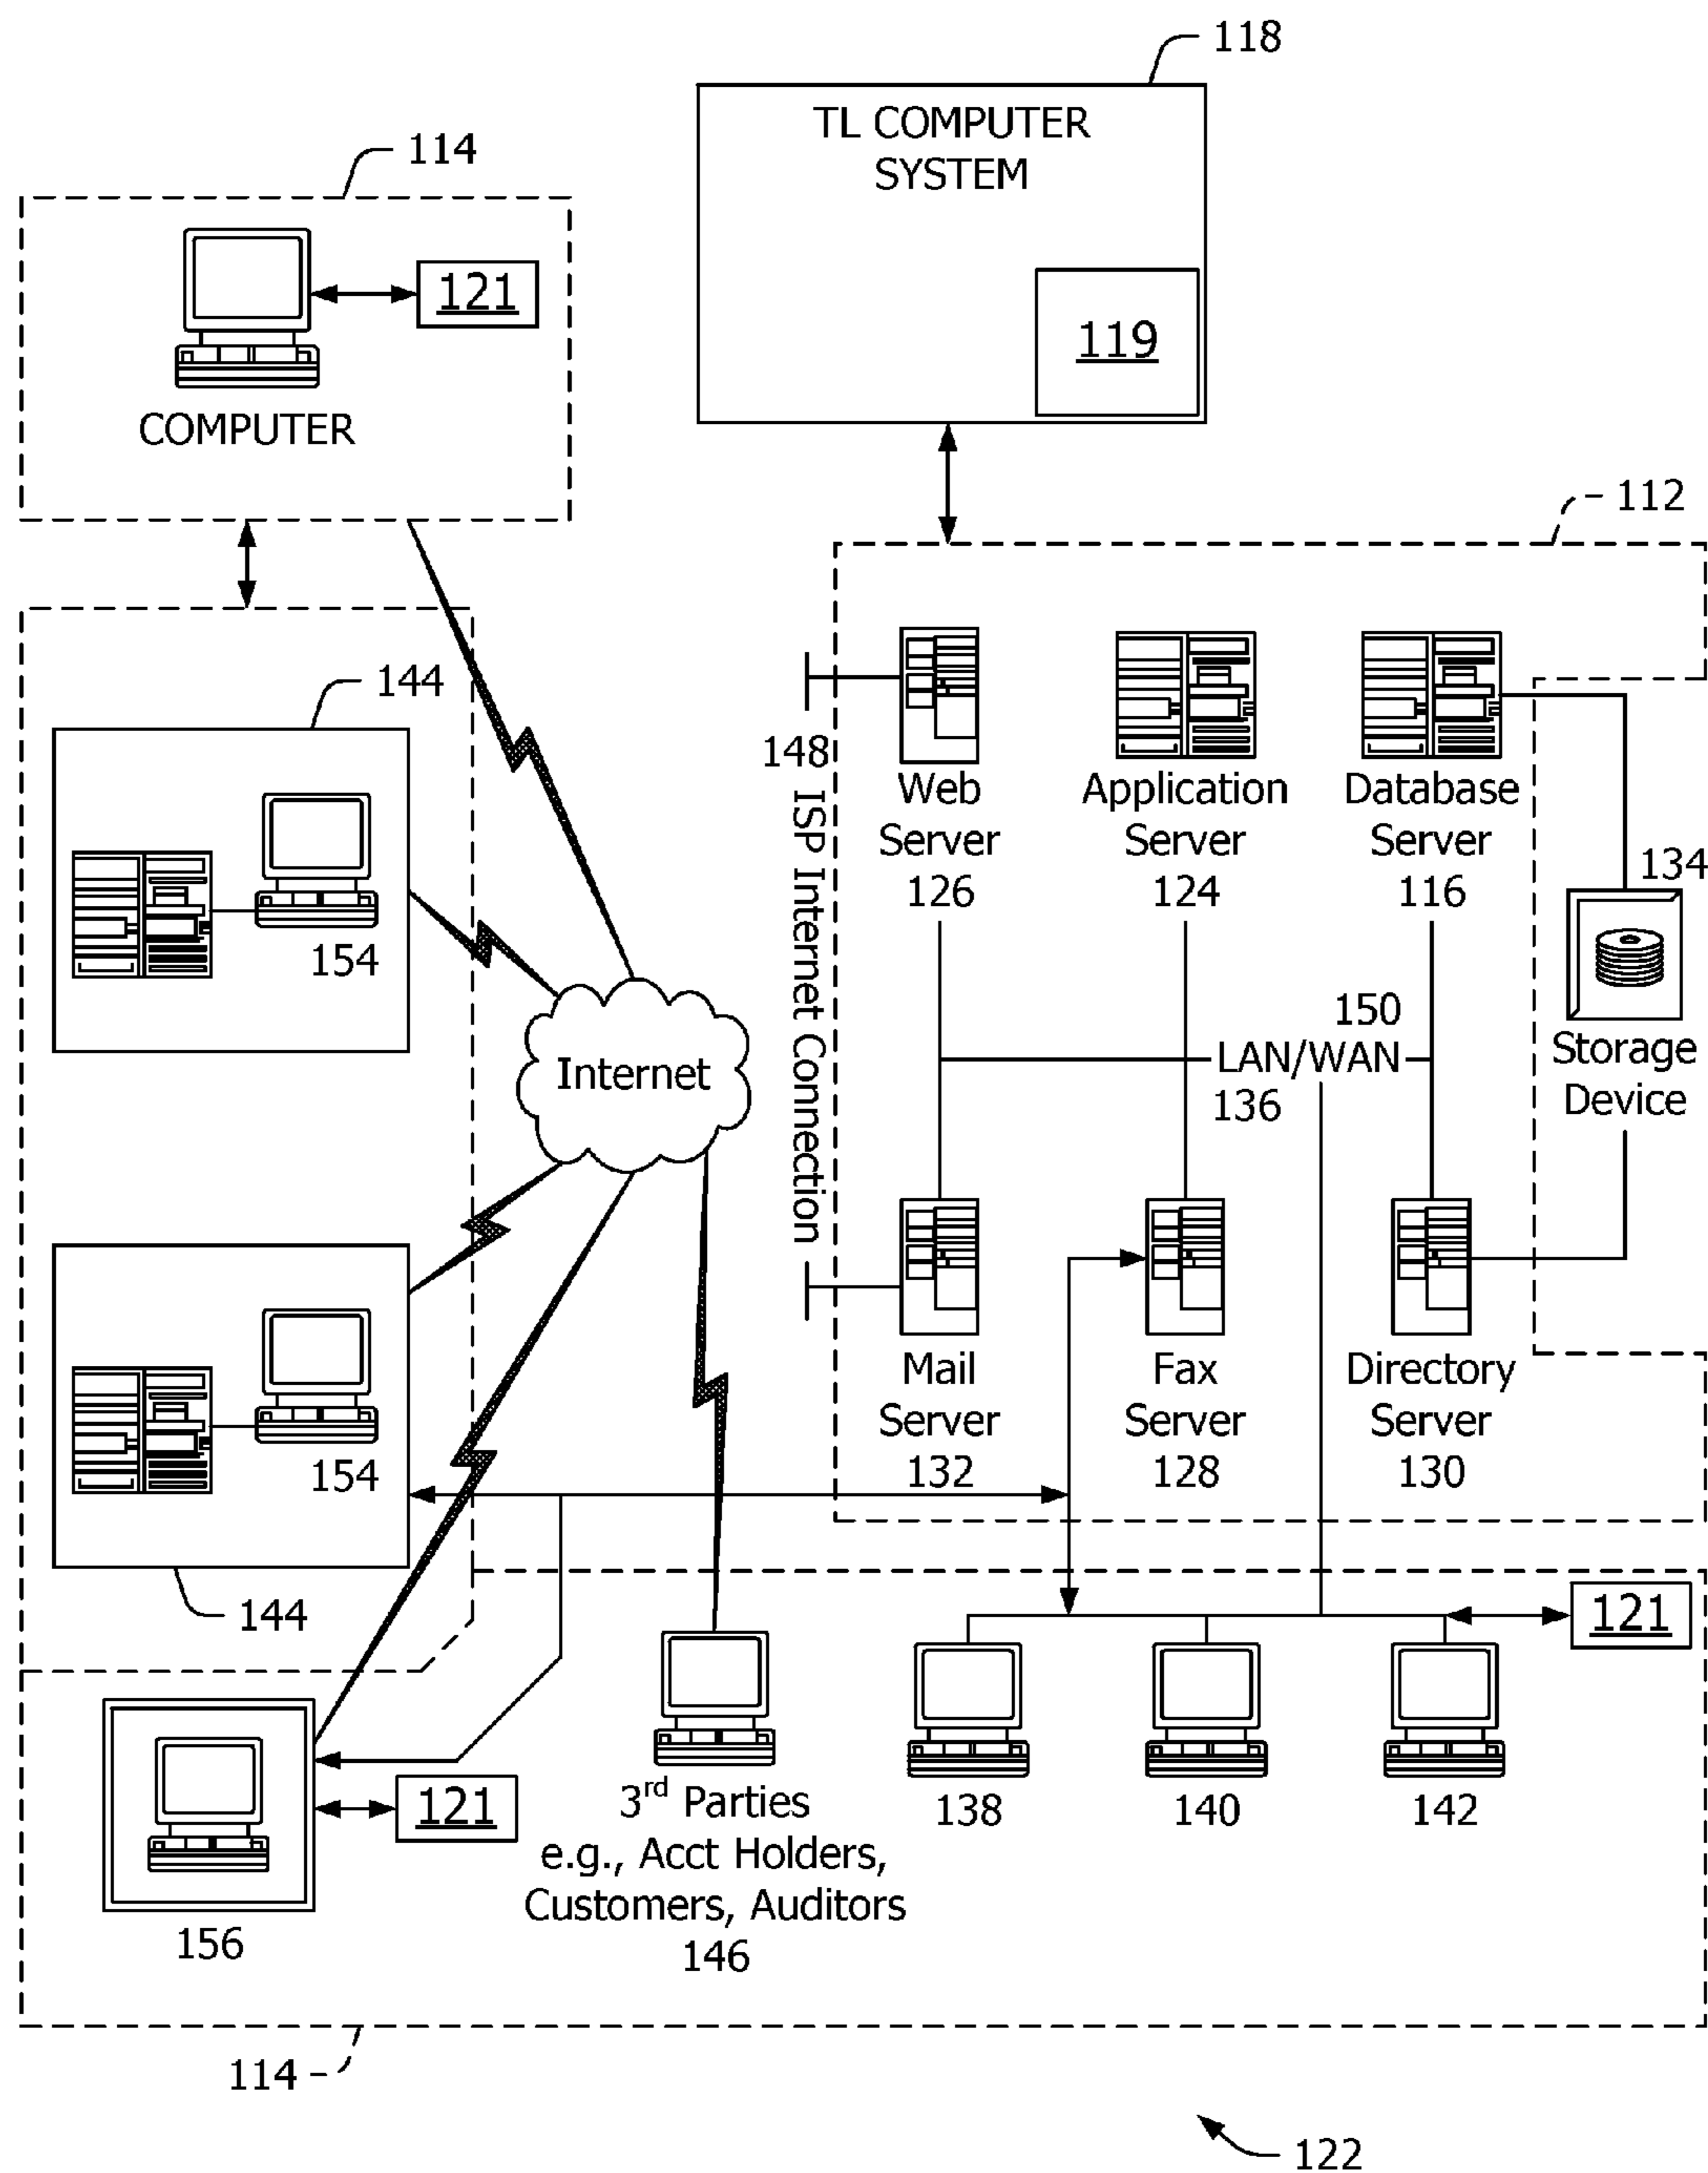 118
TL COMPUTER
SYSTEM
119
114
121
COMPUTER
112
144
154
148
ISP Internet Connection
Web
Server
126
Application
Server
124
Database
Server
116
134
Storage
Device
150
LAN/WAN
136
Internet
Mail
Server
132
Fax
Server
128
Directory
Server
130
154
144
121
138
140
142
156
121
3rd Parties
e.g., Acct Holders,
Customers, Auditors
146
114
122